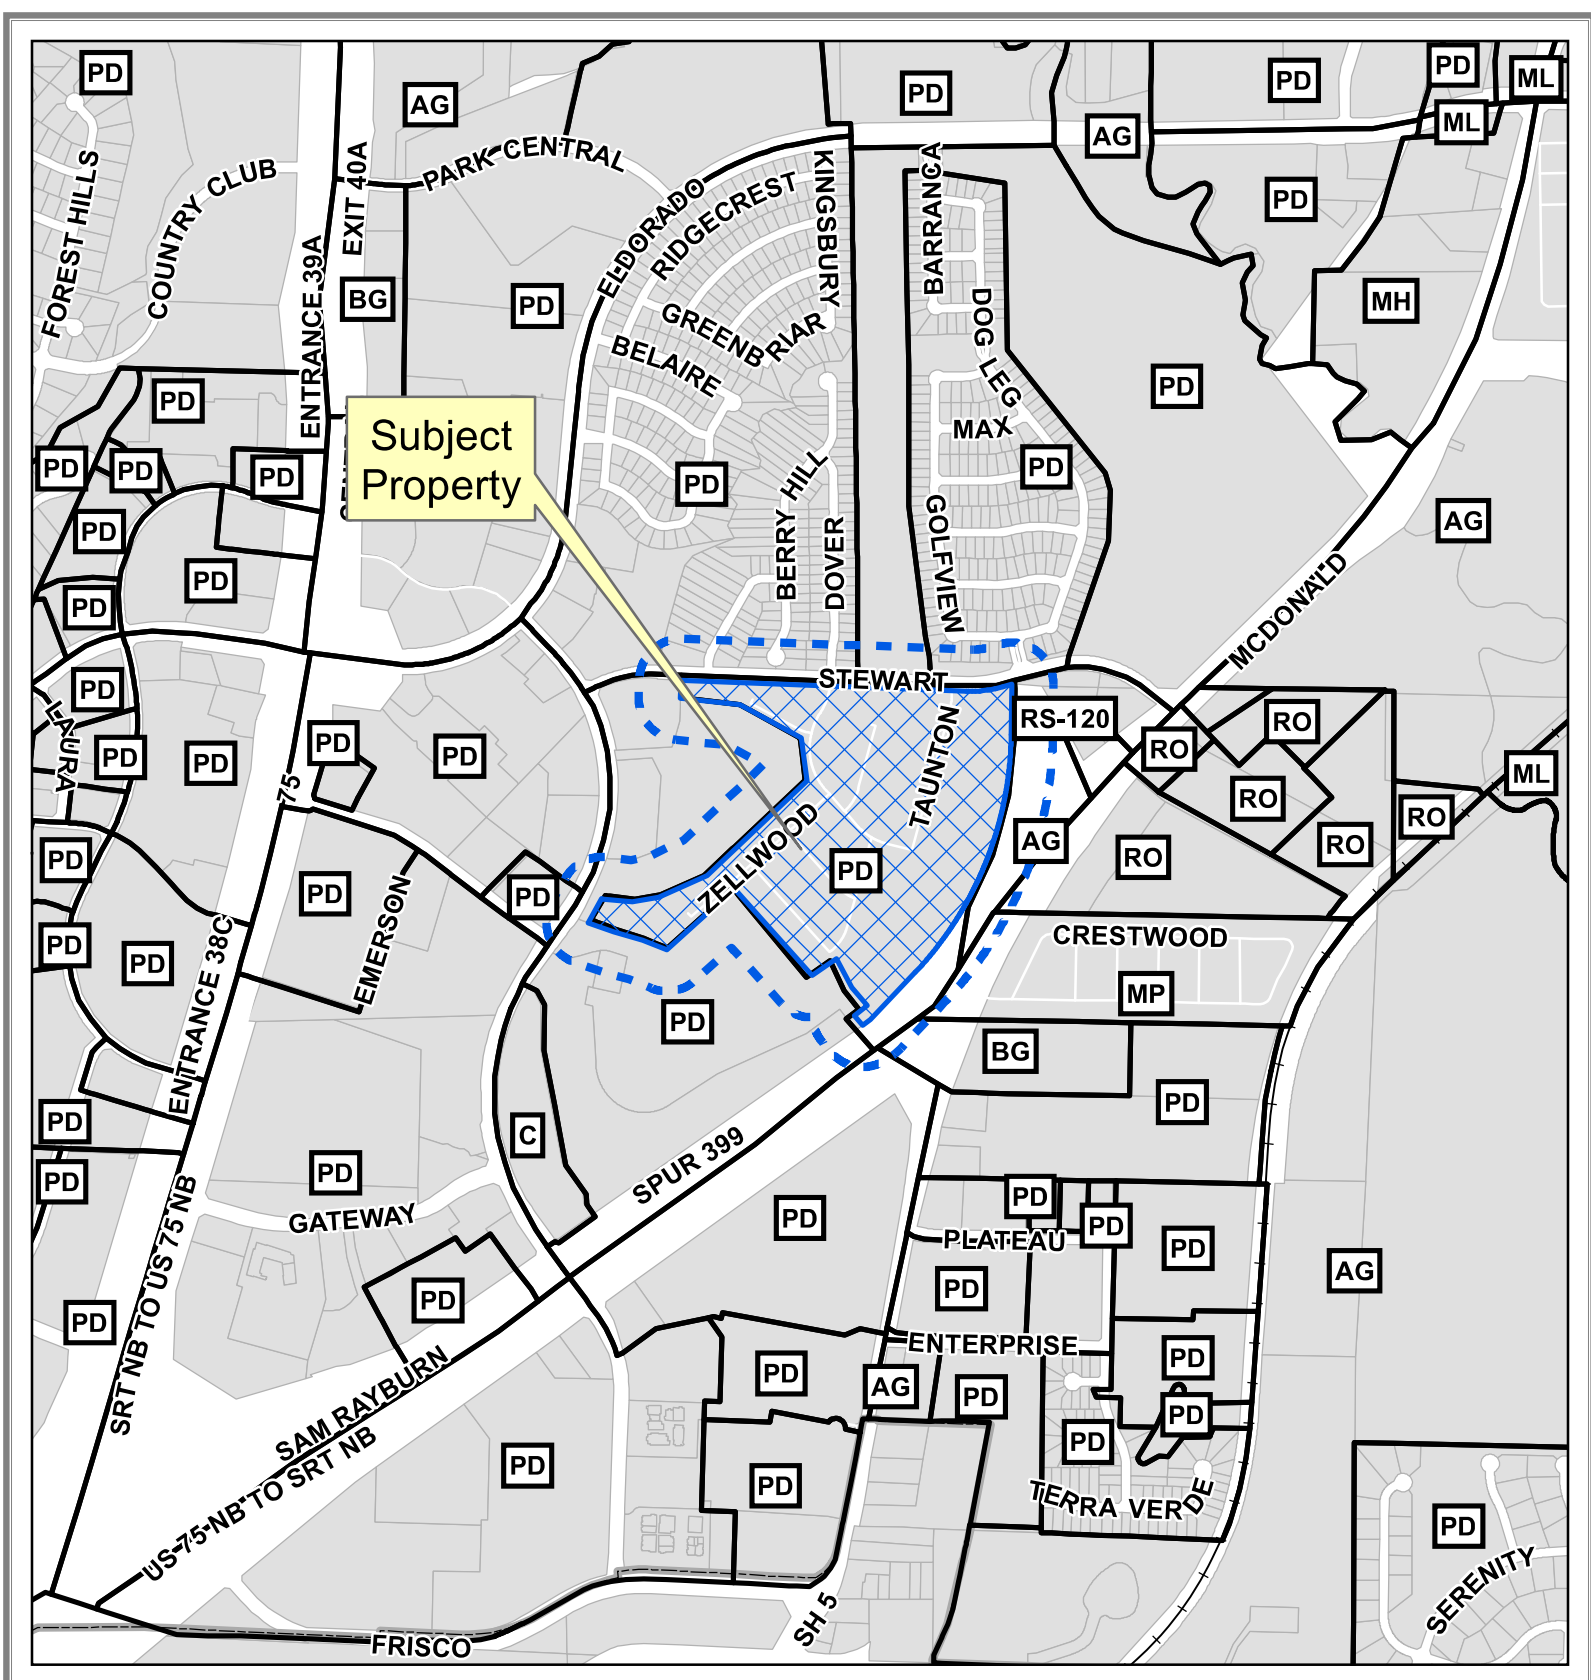 PD
AG
PD
PD
PD
ML
ML
AG
PARK CENTRAL
COUNTRY CLUB
FOREST HILLS
EXIT 40A
ENTRANCE 39A
ELDORADO
RIDGECREST
KINGSBURY
BARRANCA
PD
BG
PD
GREENBRIAR
BELAIRE
DOG LEG
MH
PD
PD
Subject
Property
MAX
PD
PD
PD
PD
PD
BERRY HILL
DOVER
GOLFVIEW
AG
PD
PD
PD
MCDONALD
STEWART
PD
LAURA
PD
PD
PD
PD
75
TAUNTON
RS-120
RO
RO
RO
RO
RO
ML
ZELLWOOD
PD
AG
RO
PD
PD
EMERSON
PD
PD
PD
ENTRANCE 38C
CRESTWOOD
MP
PD
BG
PD
PD
C
PD
PD
SPUR 399
GATEWAY
PD
PD
PD
PLATEAU
PD
AG
SRT NB TO US 75 NB
PD
PD
PD
ENTERPRISE
PD
SAM RAYBURN
US 75 NB TO SRT NB
PD
AG
PD
PD
PD
PD
PD
TERRA VERDE
PD
SERENITY
SH 5
FRISCO